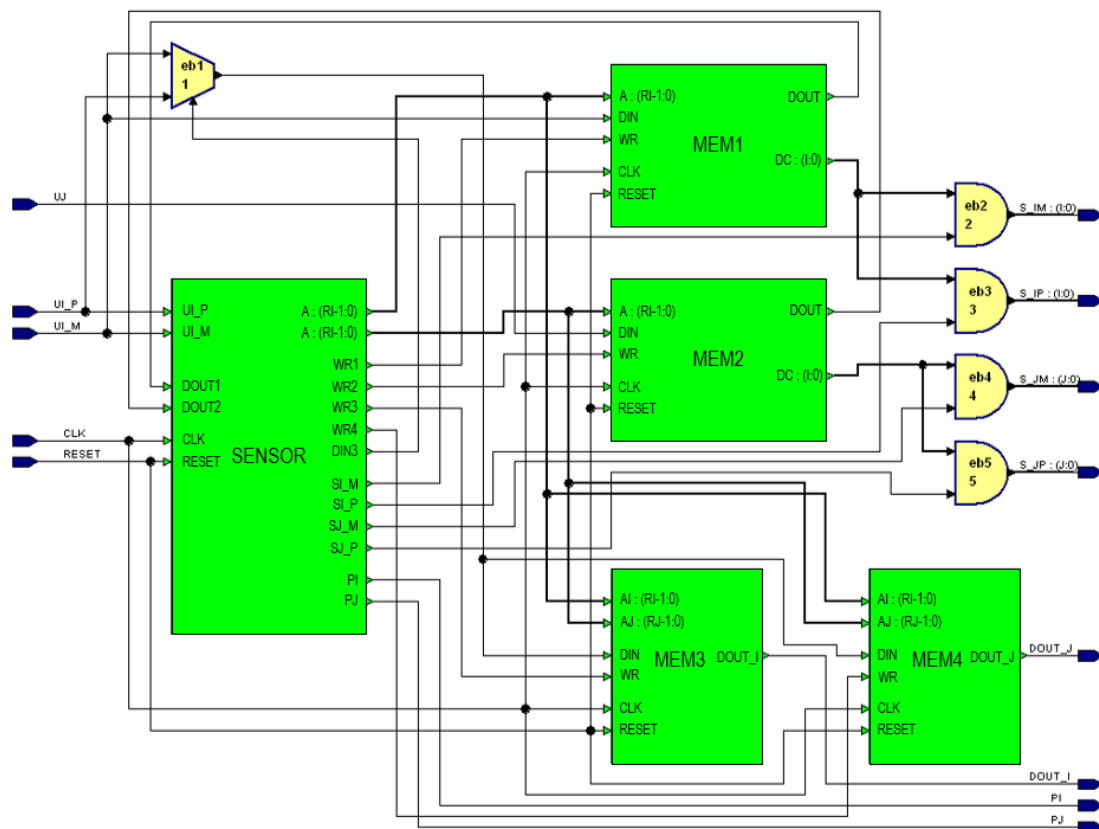 eb1
1
UJ
UI_P
UI_M
CLK
RESET
UI_P
UI_M
DOUT1
DOUT2
CLK
RESET
SENSOR
A : (RI-1:0)
A : (RI-1:0)
WR1
WR2
WR3
WR4
DIN3
SI_M
SI_P
SJ_M
SJ_P
PI
PJ
A : (RI-1:0)
DIN
WR
CLK
RESET
MEM1
DOUT
DC : (I:0)
A : (RI-1:0)
DIN
WR
CLK
RESET
MEM2
DOUT
DC : (I:0)
eb2
2
S_IM : (I:0)
eb3
3
S_IP : (I:0)
eb4
4
S_JM : (J:0)
eb5
5
S_JP : (J:0)
AI : (RI-1:0)
AJ : (RJ-1:0)
DIN
WR
CLK
RESET
MEM3
DOUT_I
AI : (RI-1:0)
AJ : (RJ-1:0)
DIN
WR
CLK
RESET
MEM4
DOUT_J
DOUT_J
DOUT_I
PI
PJ